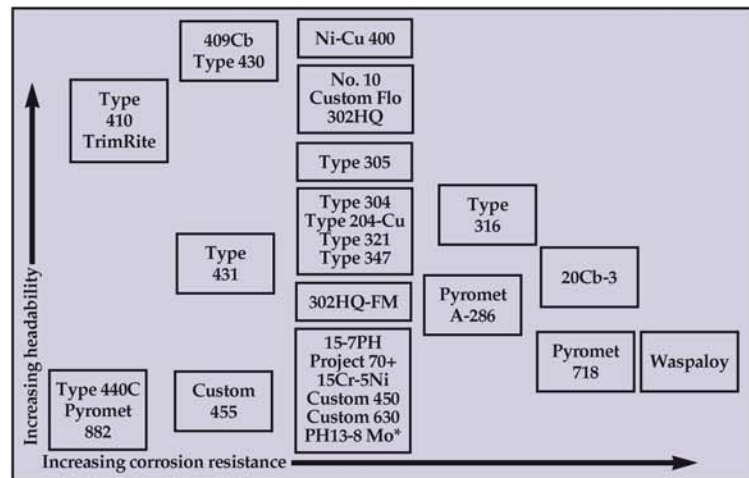 409Cb
Type 430
Ni-Cu 400
Type
410
TrimRite
No. 10
Custom Flo
302HQ
Type 305
Type 304
Type 204-Cu
Type 321
Type 347
Type
316
Type
431
20Cb-3
302HQ-FM
Pyromet
A-286
15-7PH
Project 70+
15Cr-5Ni
Custom 450
Custom 630
PH13-8 Mo*
Pyromet
718
Waspaloy
Type 440C
Pyromet
882
Custom
455
Increasing headability
Increasing corrosion resistance